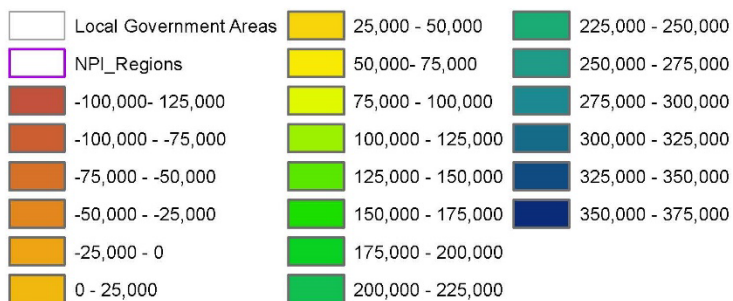 Local Government Areas
NPI_Regions
-100,000- 125,000
-100,000 - -75,000
-75,000 - -50,000
-50,000 - -25,000
-25,000 - 0
0 - 25,000
25,000 - 50,000
50,000- 75,000
75,000 - 100,000
100,000 - 125,000
125,000 - 150,000
150,000 - 175,000
175,000 - 200,000
200,000 - 225,000
225,000 - 250,000
250,000 - 275,000
275,000 - 300,000
300,000 - 325,000
325,000 - 350,000
350,000 - 375,000